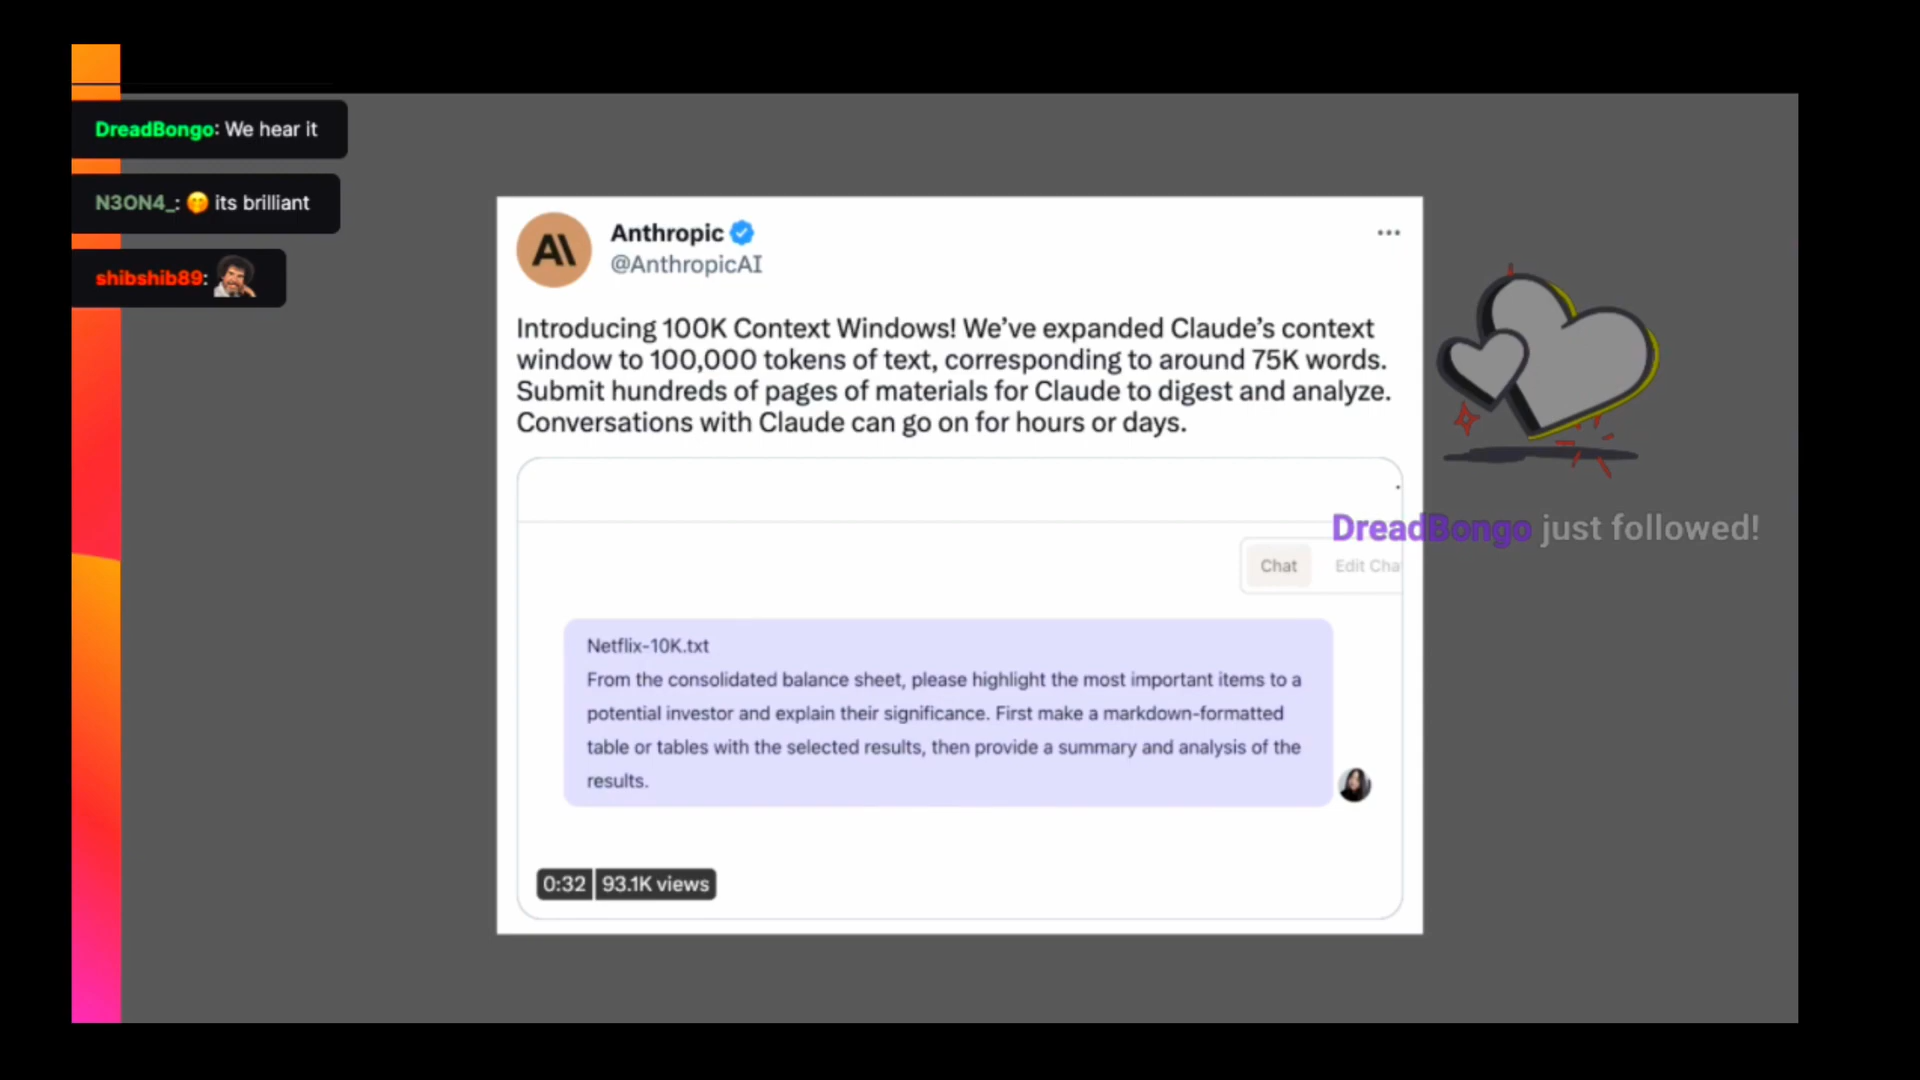 DreadBongo: We hear it
N3ON4_: 🤭 its brilliant
shibshib89:
A\
Anthropic
@AnthropicAI
Introducing 100K Context Windows! We’ve expanded Claude’s context
window to 100,000 tokens of text, corresponding to around 75K words.
Submit hundreds of pages of materials for Claude to digest and analyze.
Conversations with Claude can go on for hours or days.
DreadBongo just followed!
Chat Edit Cha
Netflix-10K.txt
From the consolidated balance sheet, please highlight the most important items to a
potential investor and explain their significance. First make a markdown-formatted
table or tables with the selected results, then provide a summary and analysis of the
results.
0:32 93.1K views